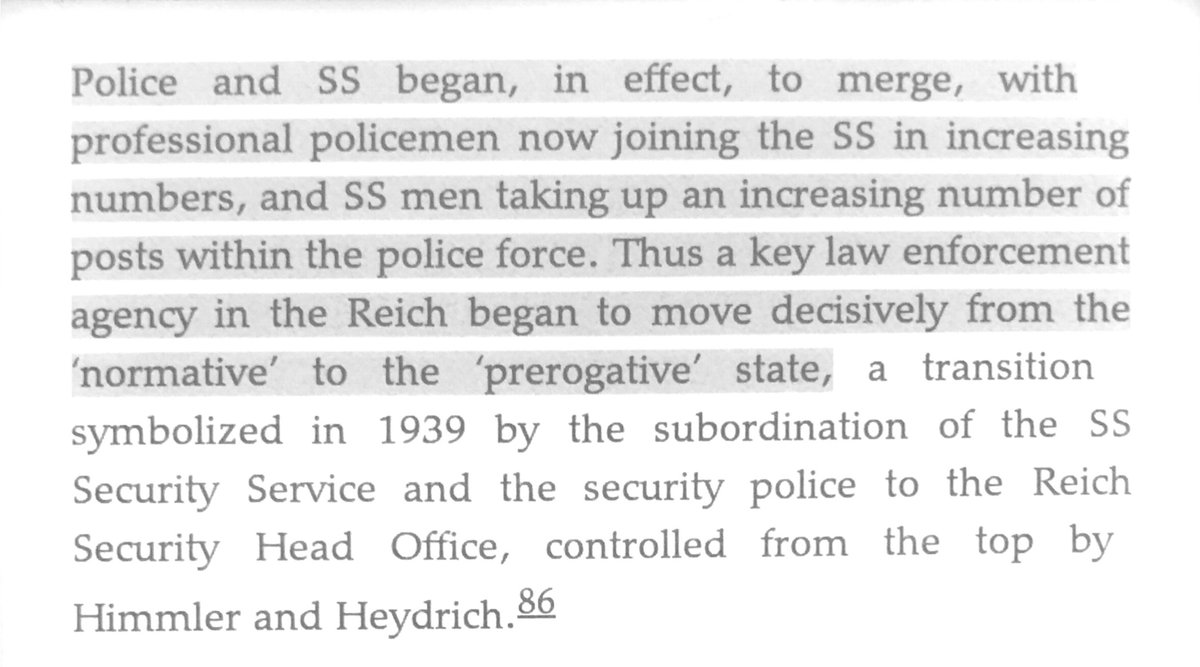 Police and SS began, in effect, to merge, with
professional policemen now joining the SS in increasing
numbers, and SS men taking up an increasing number of
posts within the police force. Thus a key law enforcement
agency in the Reich began to move decisively from the
‘normative’ to the ‘prerogative’ state, a transition
symbolized in 1939 by the subordination of the SS
Security Service and the security police to the Reich
Security Head Office, controlled from the top by
Himmler and Heydrich.86